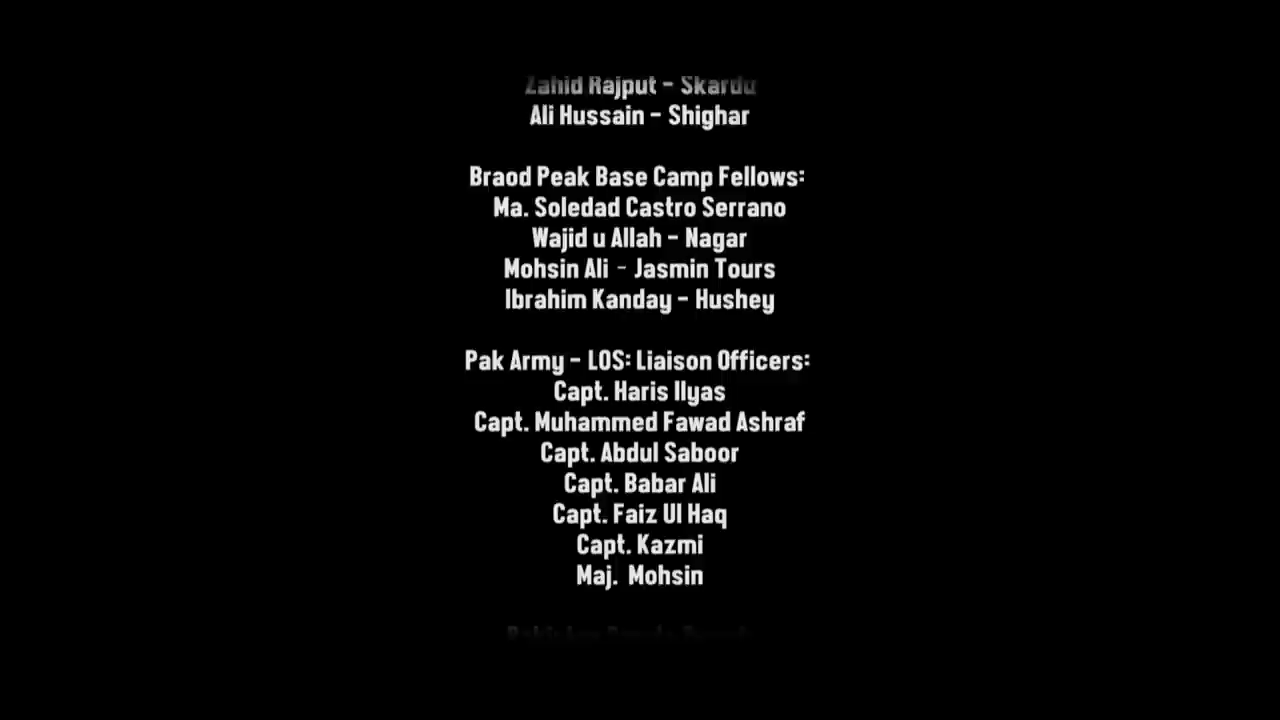 Zahid Rajput - Skardu
Ali Hussain - Shighar
Braod Peak Base Camp Fellows:
Ma. Soledad Castro Serrano
Wajid u Allah - Nagar
Mohsin Ali - Jasmin Tours
Ibrahim Kanday - Hushey
Pak Army - LOS: Liaison Officers:
Capt. Haris Ilyas
Capt. Muhammed Fawad Ashraf
Capt. Abdul Saboor
Capt. Babar Ali
Capt. Faiz Ul Haq
Capt. Kazmi
Maj. Mohsin